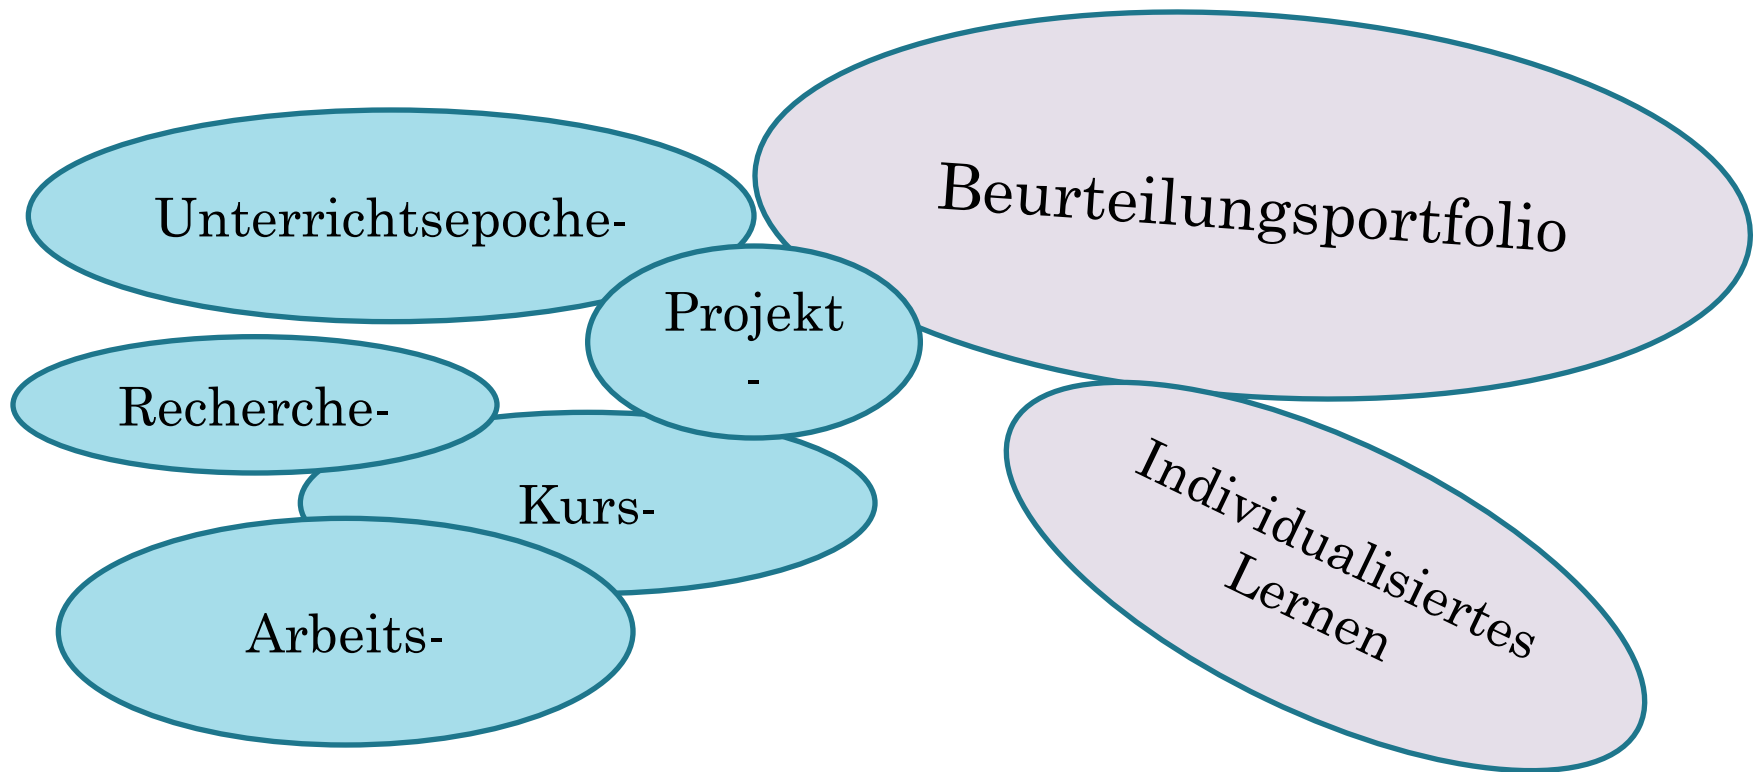 Beurteilungsportfolio
Unterrichtsepoche-
Projekt
-
Recherche-
Kurs-
Arbeits-
Individualisiertes
Lernen